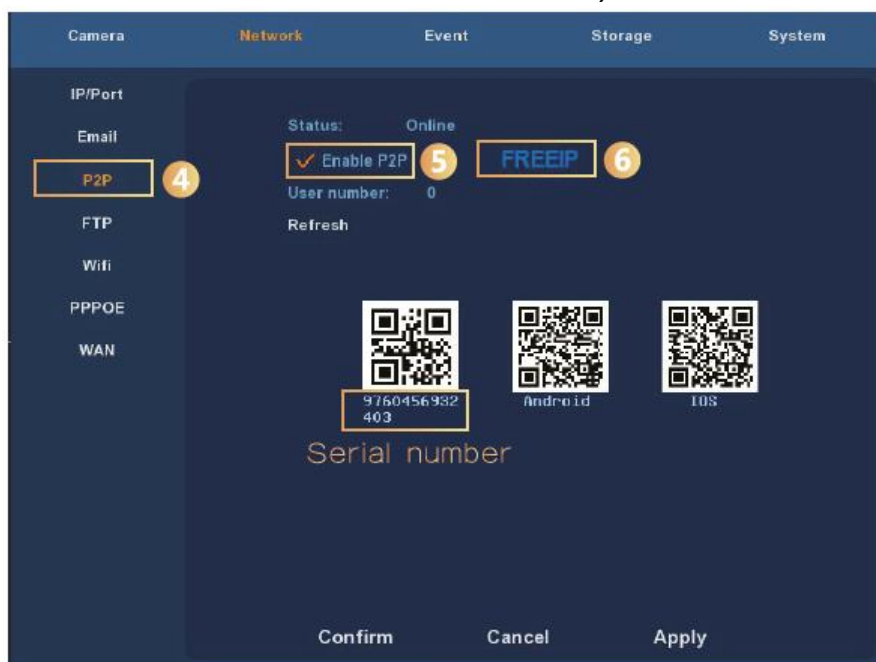 Camera Network Event Storage System
IP/Port
Email
P2P 4
FTP
Wifi
PPPOE
WAN
Status: Online
Enable P2P 5 FREEIP 6
User number: 0
Refresh
9760456932
403
Android
IOS
Serial number
Confirm Cancel Apply